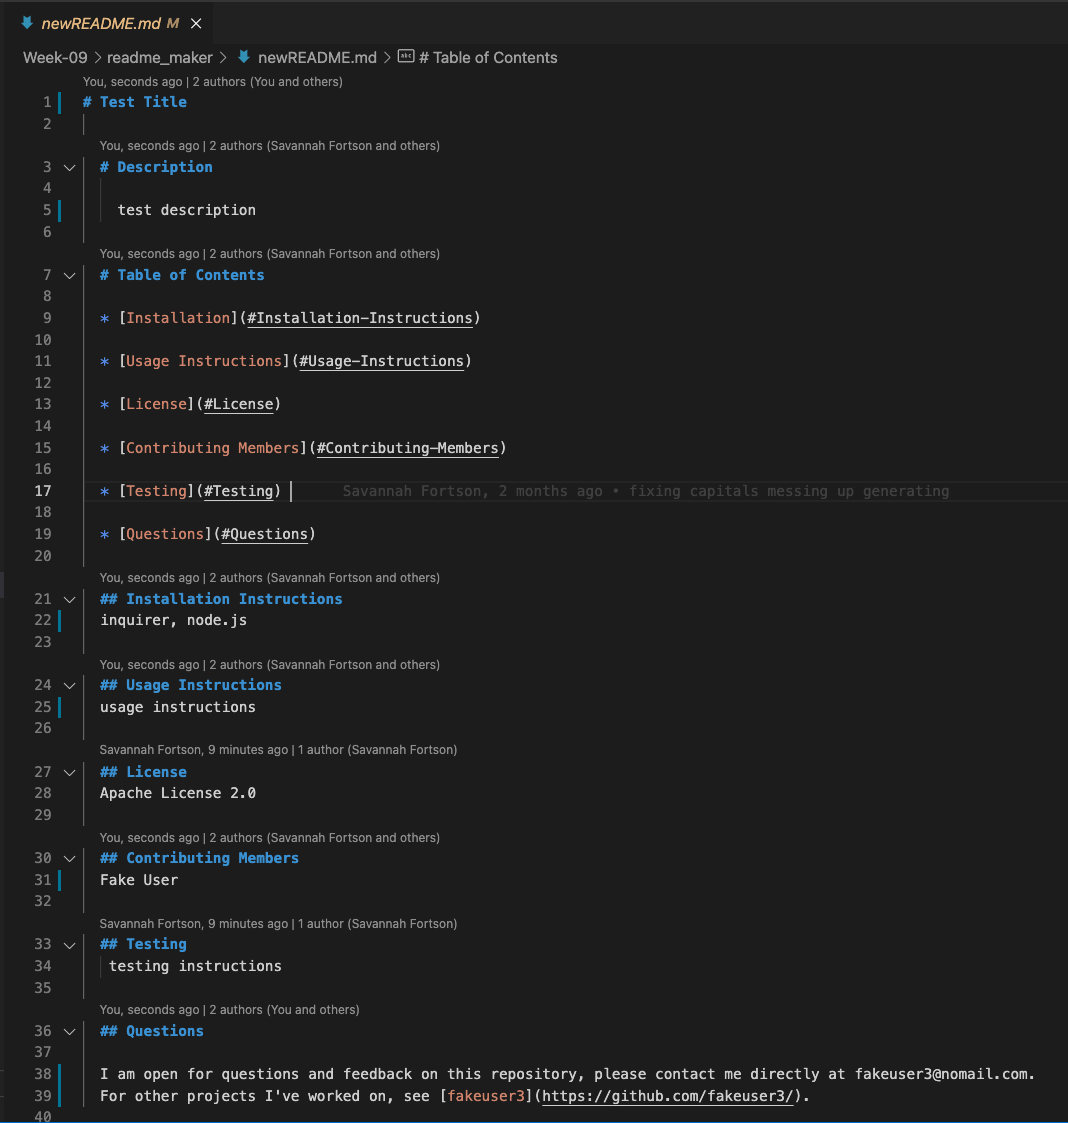 newREADME.md M
Week-09 > readme_maker > newREADME.md > abc # Table of Contents
You, seconds ago | 2 authors (You and others)
1 # Test Title
2
You, seconds ago | 2 authors (Savannah Fortson and others)
3 # Description
4
5 test description
6
You, seconds ago | 2 authors (Savannah Fortson and others)
7 # Table of Contents
8
9 * [Installation](#Installation-Instructions)
10
11 * [Usage Instructions](#Usage-Instructions)
12
13 * [License](#License)
14
15 * [Contributing Members](#Contributing-Members)
16
17 * [Testing](#Testing) Savannah Fortson, 2 months ago • fixing capitals messing up generating
18
19 * [Questions](#Questions)
20
You, seconds ago | 2 authors (Savannah Fortson and others)
21 ## Installation Instructions
22 inquirer, node.js
23
You, seconds ago | 2 authors (Savannah Fortson and others)
24 ## Usage Instructions
25 usage instructions
26
Savannah Fortson, 9 minutes ago | 1 author (Savannah Fortson)
27 ## License
28 Apache License 2.0
29
You, seconds ago | 2 authors (Savannah Fortson and others)
30 ## Contributing Members
31 Fake User
32
Savannah Fortson, 9 minutes ago | 1 author (Savannah Fortson)
33 ## Testing
34 testing instructions
35
You, seconds ago | 2 authors (You and others)
36 ## Questions
37
38 I am open for questions and feedback on this repository, please contact me directly at fakeuser3@nomail.com.
39 For other projects I've worked on, see [fakeuser3](https://github.com/fakeuser3/).
40